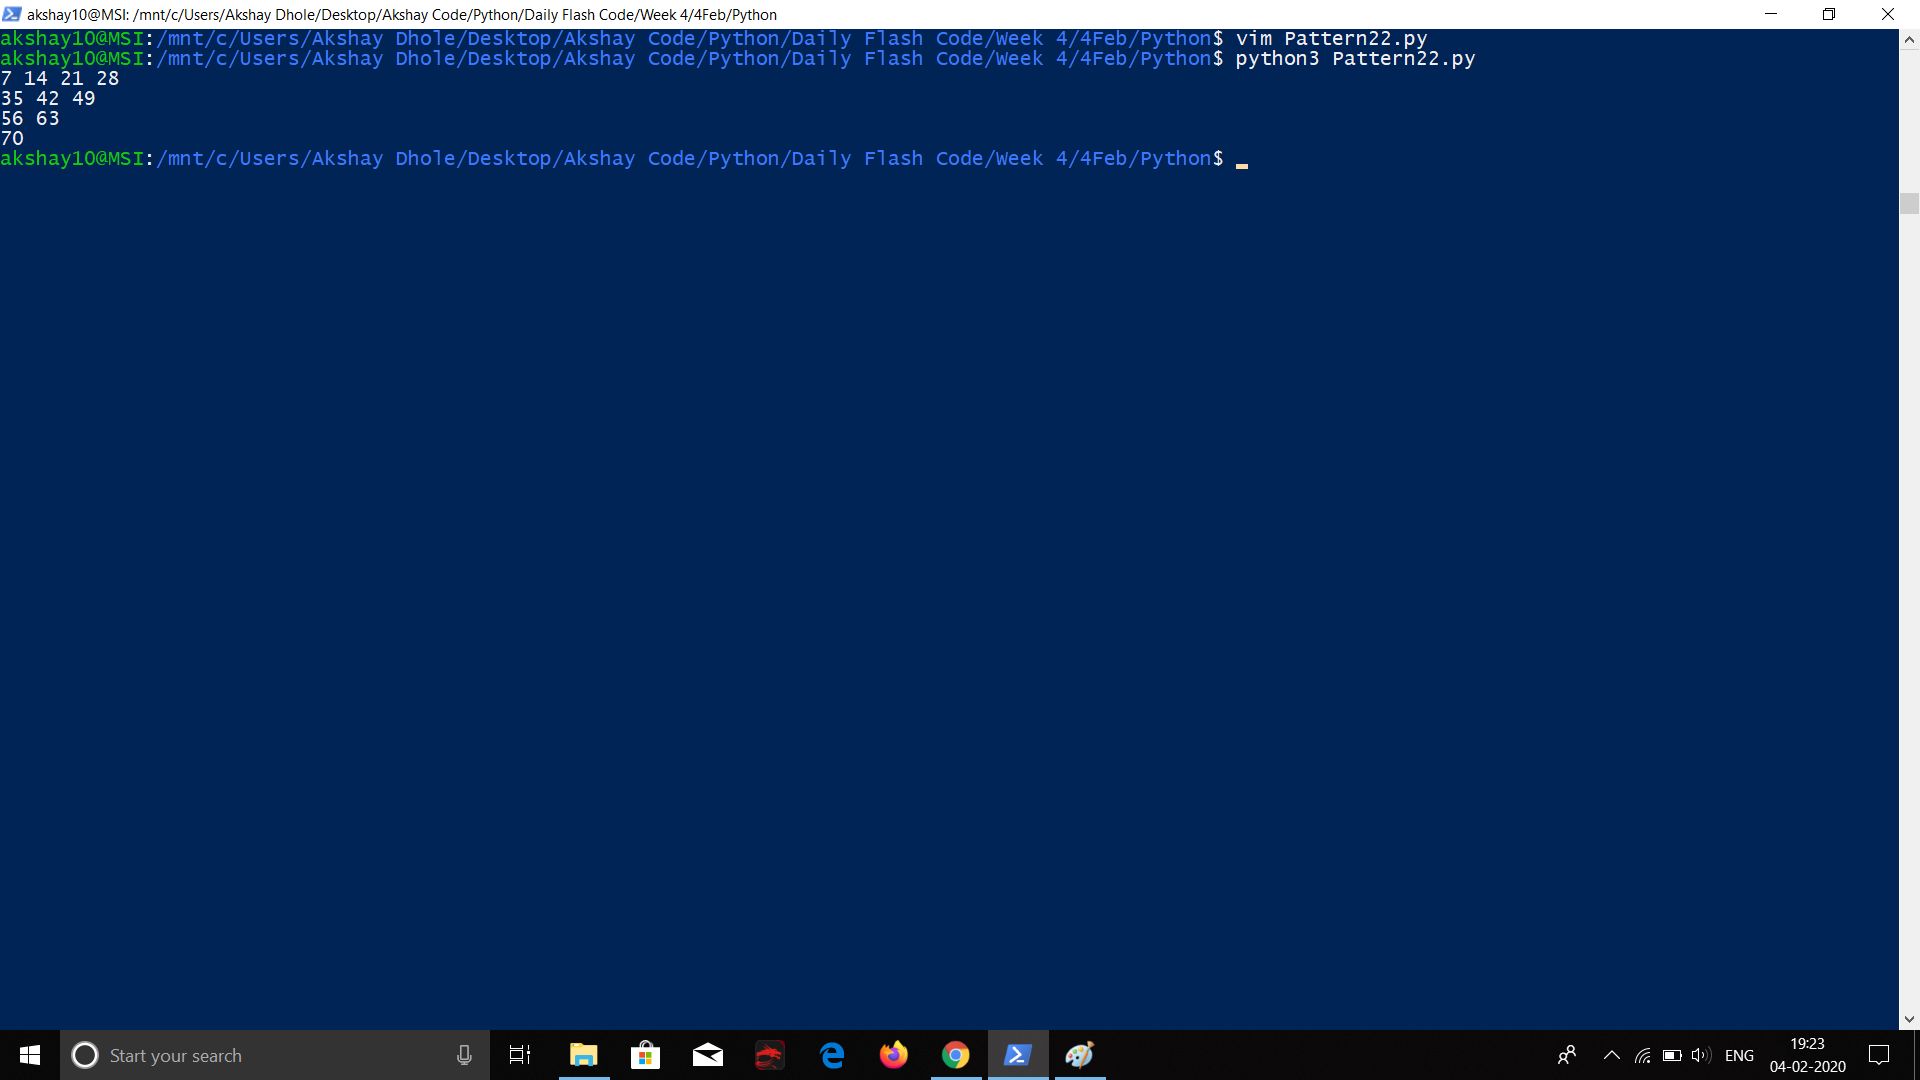 akshay10@MSI: /mnt/c/Users/Akshay Dhole/Desktop/Akshay Code/Python/Daily Flash Code/Week 4/4Feb/Python
akshay10@MSI:/mnt/c/Users/Akshay Dhole/Desktop/Akshay Code/Python/Daily Flash Code/Week 4/4Feb/Python$ vim Pattern22.py
akshay10@MSI:/mnt/c/Users/Akshay Dhole/Desktop/Akshay Code/Python/Daily Flash Code/Week 4/4Feb/Python$ python3 Pattern22.py
7 14 21 28
35 42 49
56 63
70
akshay10@MSI:/mnt/c/Users/Akshay Dhole/Desktop/Akshay Code/Python/Daily Flash Code/Week 4/4Feb/Python$
Start your search
ENG
19:23
04-02-2020